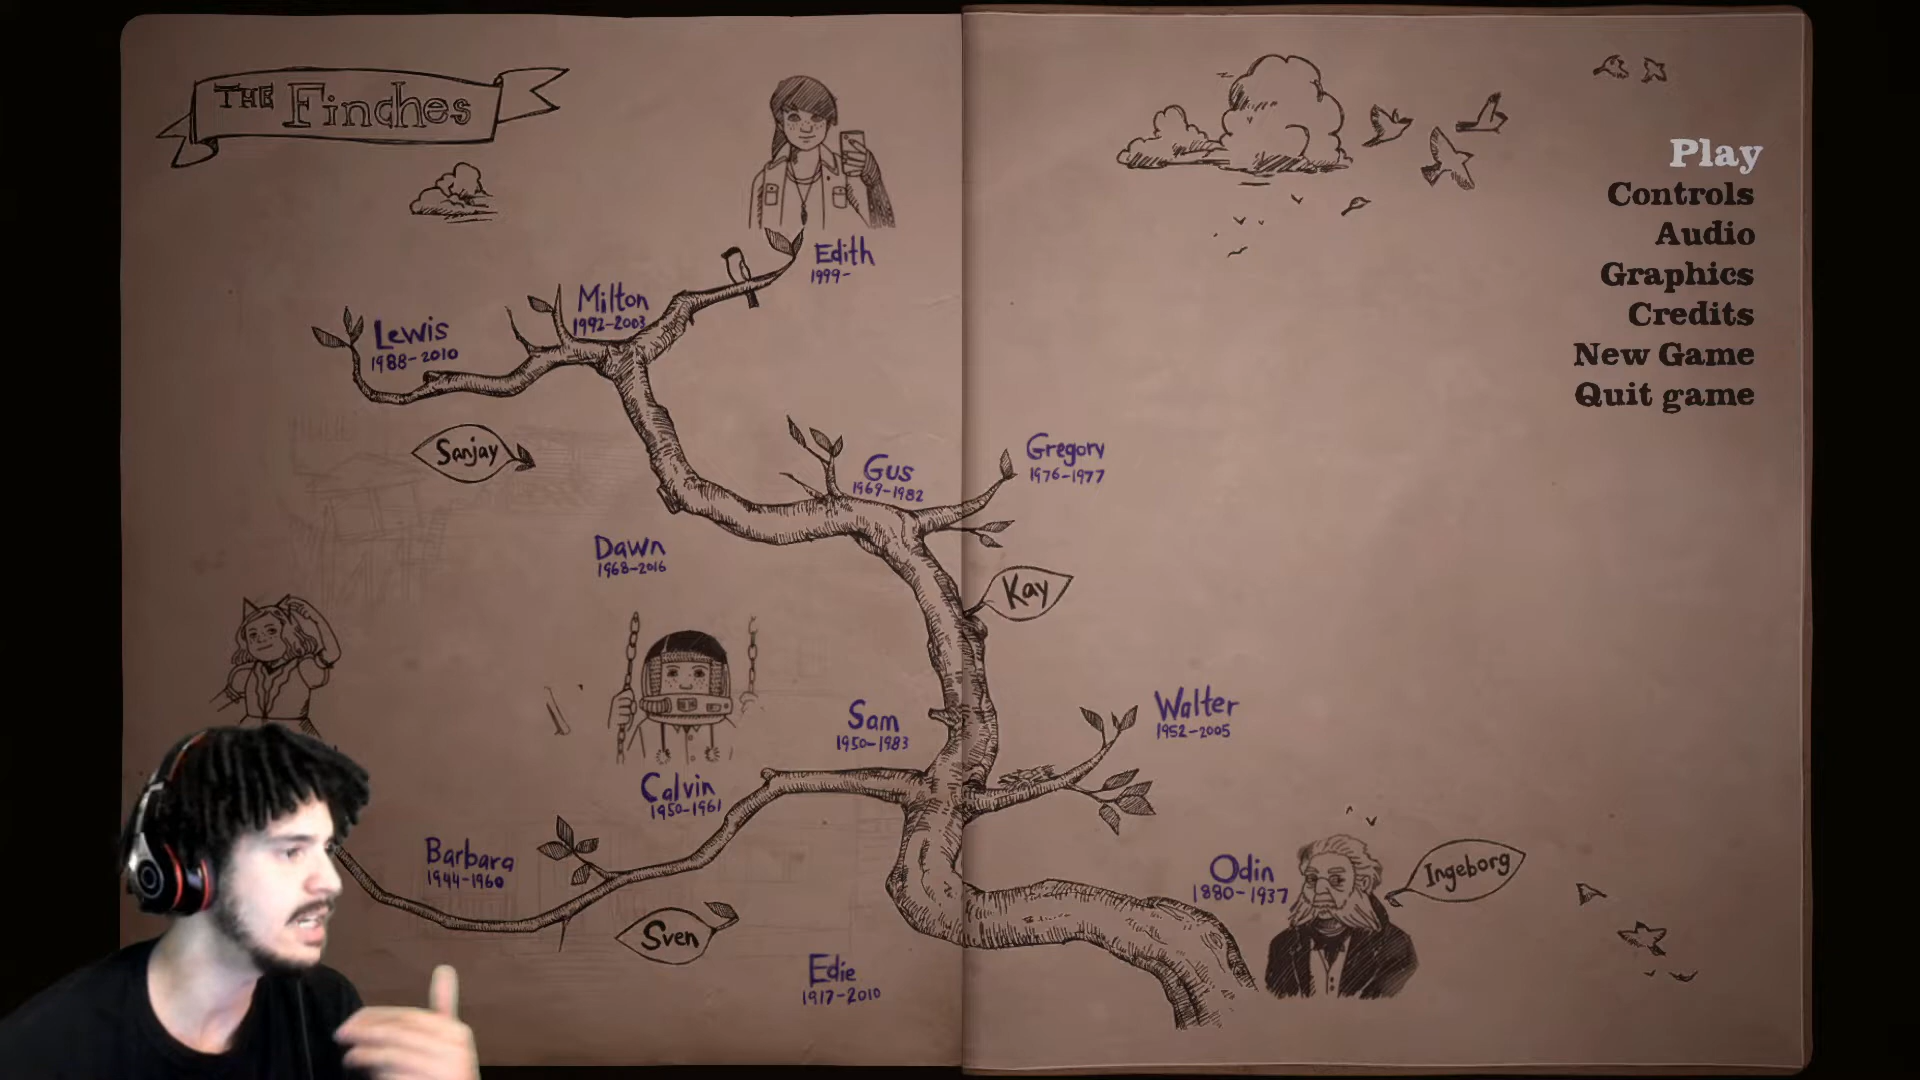 THE Finches
Play
Controls
Audio
Graphics
Credits
New Game
Quit game
Edith
1999-
Milton
1992-2003
Lewis
1988-2010
Sanjay
Gus
1969-1982
Gregory
1976-1977
Dawn
1968-2016
Kay
Sam
1950-1983
Walter
1952-2005
Calvin
1950-1961
Barbara
1944-1960
Sven
Odin
1880-1937
Ingeborg
Edie
1917-2010